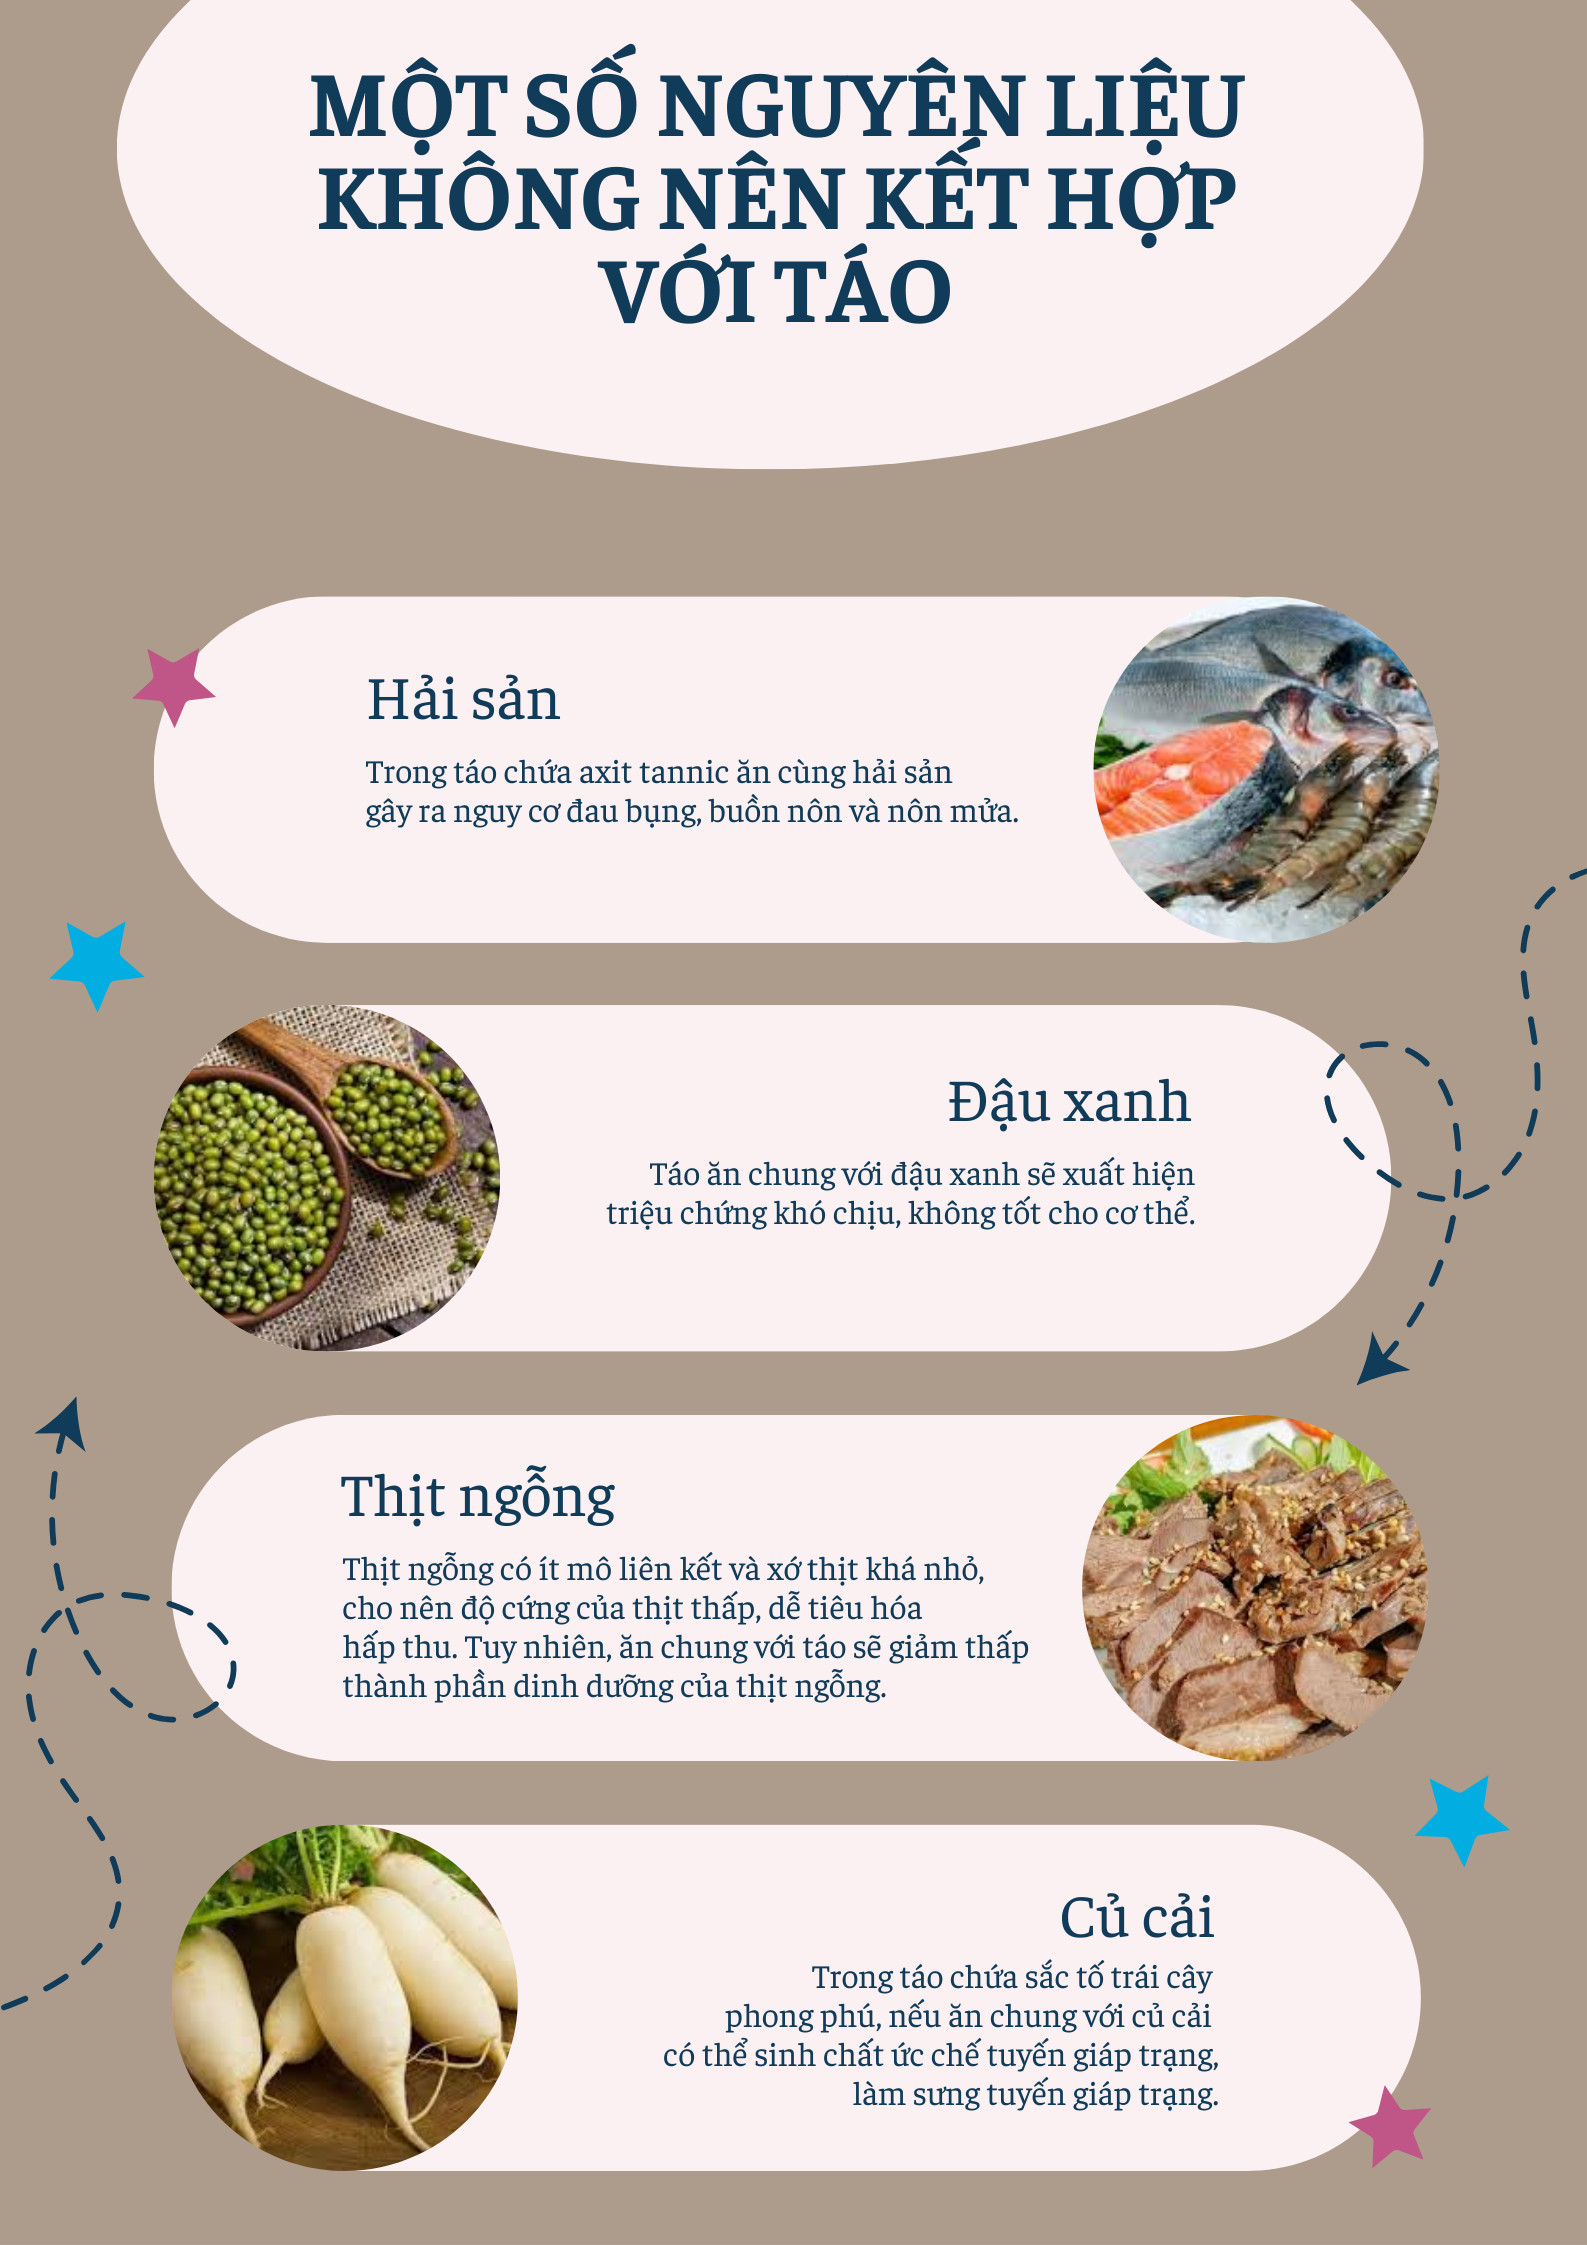 MỘT SỐ NGUYÊN LIỆU
KHÔNG NÊN KẾT HỢP
VỚI TÁO
Hải sản
Trong táo chứa axit tannic ăn cùng hải sản
gây ra nguy cơ đau bụng, buồn nôn và nôn mửa.
Đậu xanh
Táo ăn chung với đậu xanh sẽ xuất hiện
triệu chứng khó chịu, không tốt cho cơ thể.
Thịt ngỗng
Thịt ngỗng có ít mô liên kết và xớ thịt khá nhỏ,
cho nên độ cứng của thịt thấp, dễ tiêu hóa
hấp thu. Tuy nhiên, ăn chung với táo sẽ giảm thấp
thành phần dinh dưỡng của thịt ngỗng.
Củ cải
Trong táo chứa sắc tố trái cây
phong phú, nếu ăn chung với củ cải
có thể sinh chất ức chế tuyến giáp trạng,
làm sưng tuyến giáp trạng.